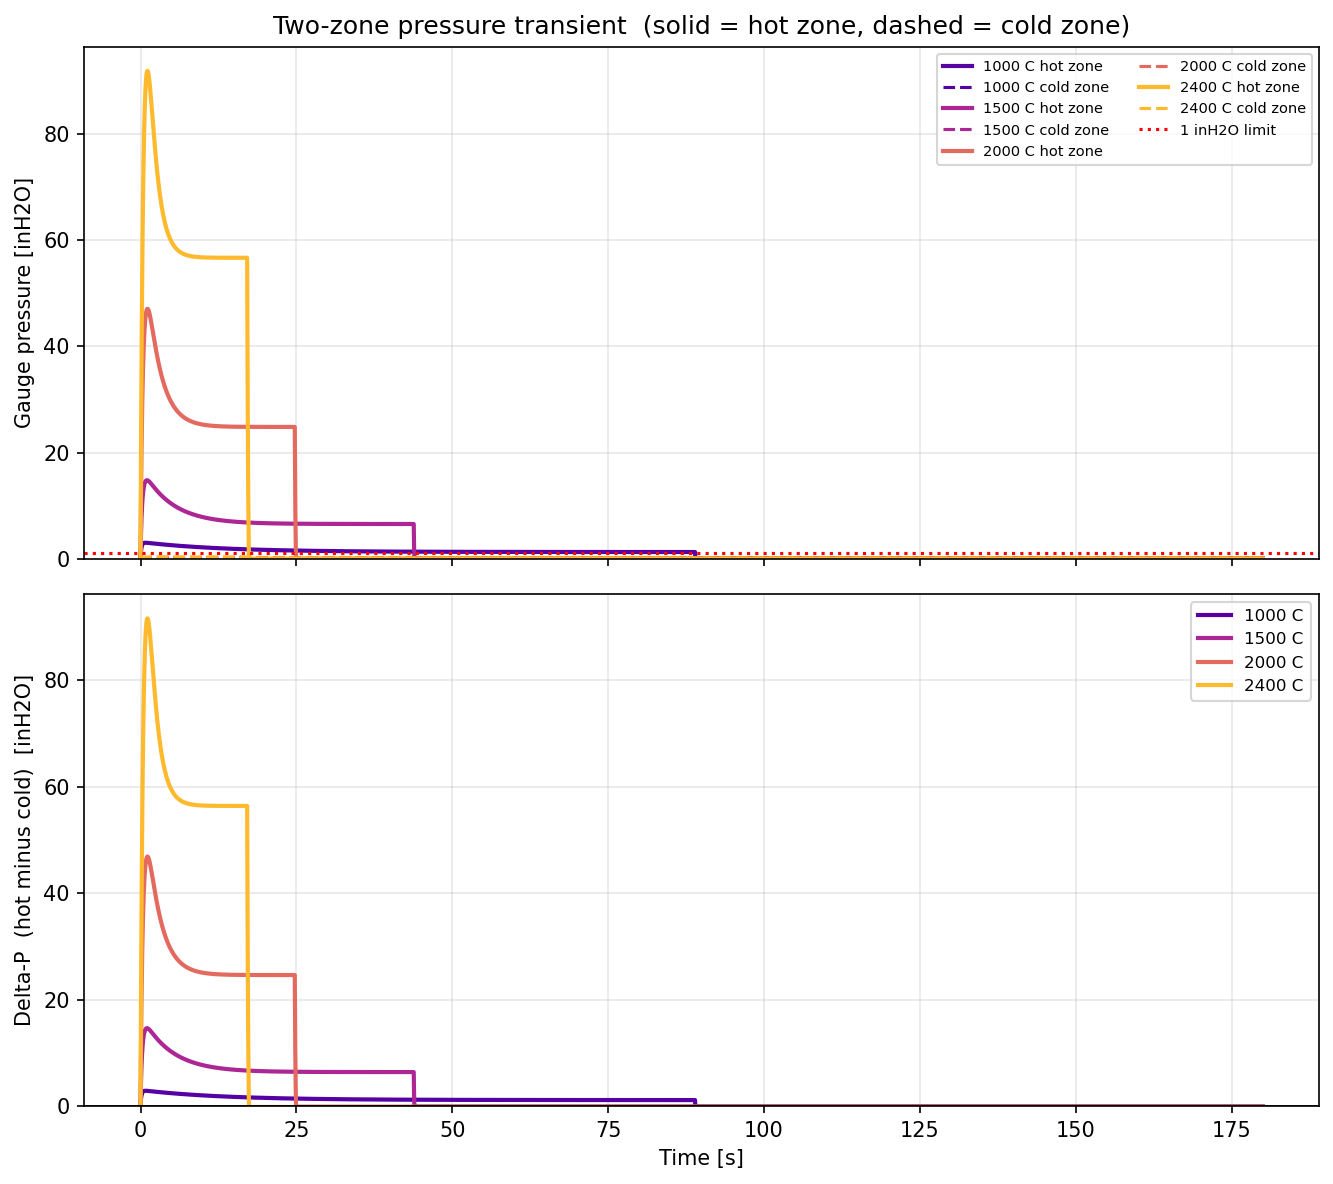 Two-zone pressure transient  (solid = hot zone, dashed = cold zone)
Gauge pressure [inH2O]
80
60
40
20
0
1000 C hot zone
1000 C cold zone
1500 C hot zone
1500 C cold zone
2000 C hot zone
2000 C cold zone
2400 C hot zone
2400 C cold zone
1 inH2O limit
Delta-P  (hot minus cold)  [inH2O]
80
60
40
20
0
1000 C
1500 C
2000 C
2400 C
0
25
50
75
100
125
150
175
Time [s]